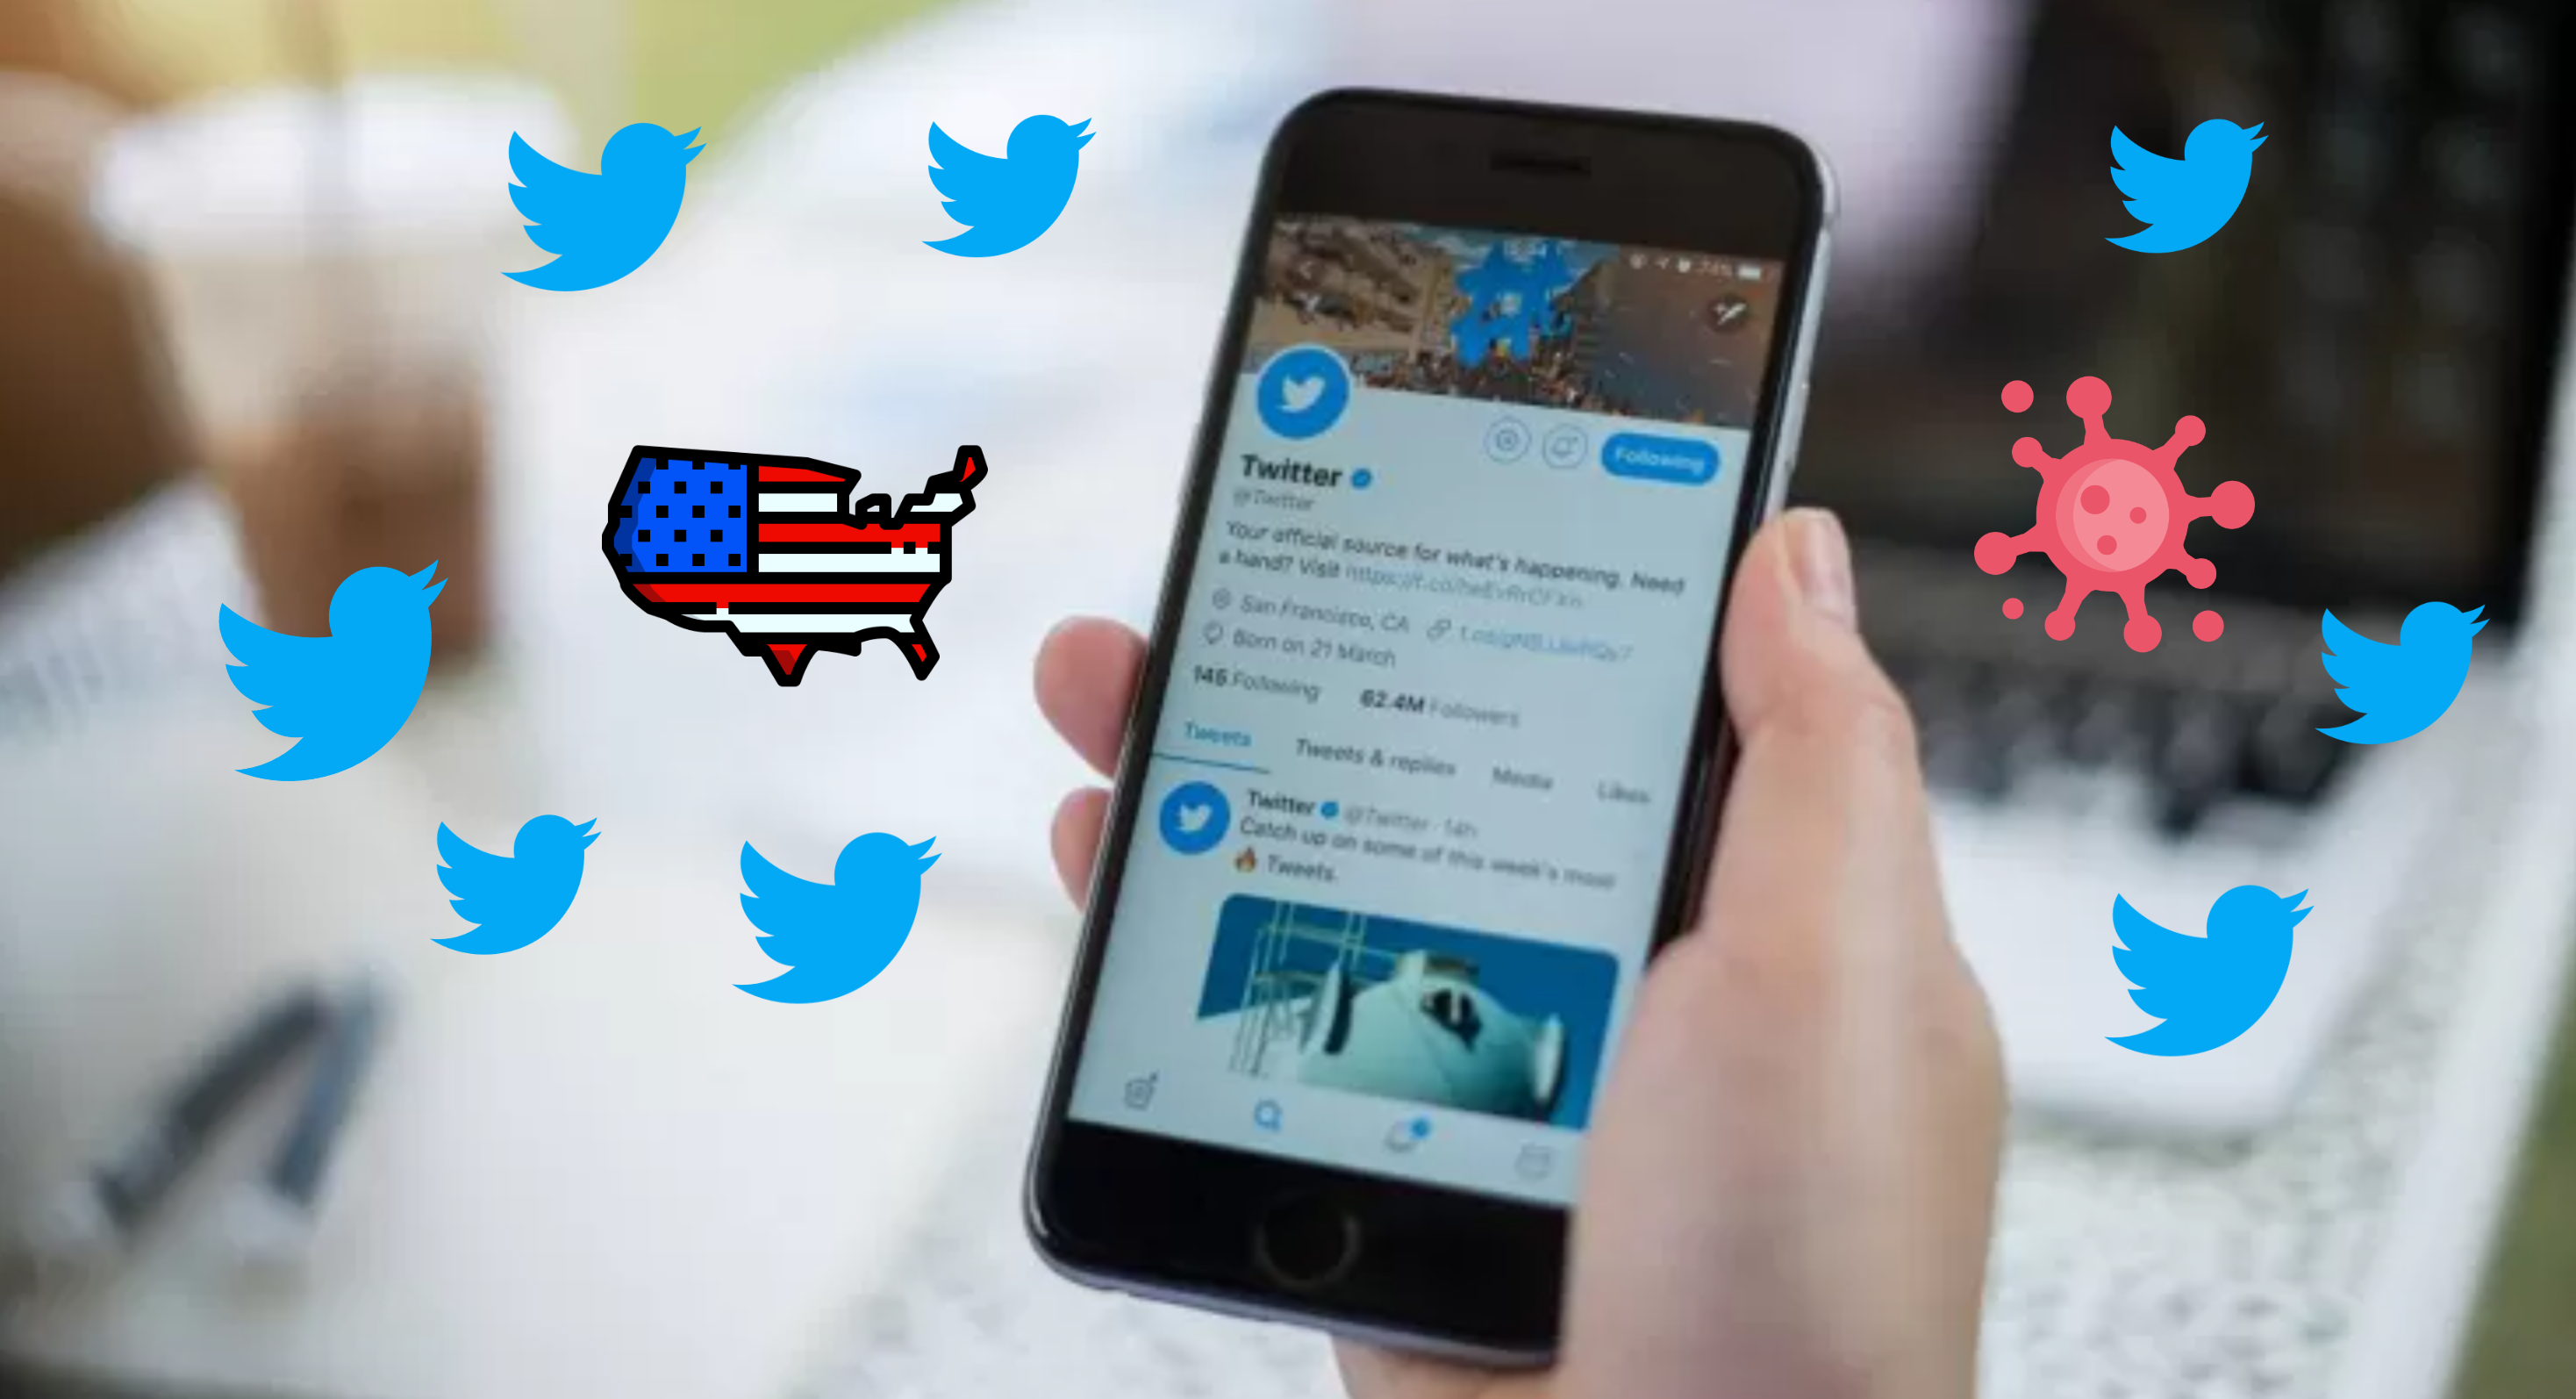 Following
Twitter
@Twitter
Your official source for what's happening. Need
a hand? Visit
San Francisco, CA
Born on 21 March
146 Following 62.4M Followers
Tweets Tweets & replies Media Likes
Twitter @Twitter · 14h
Catch up on some of this week's most
🔥 Tweets.